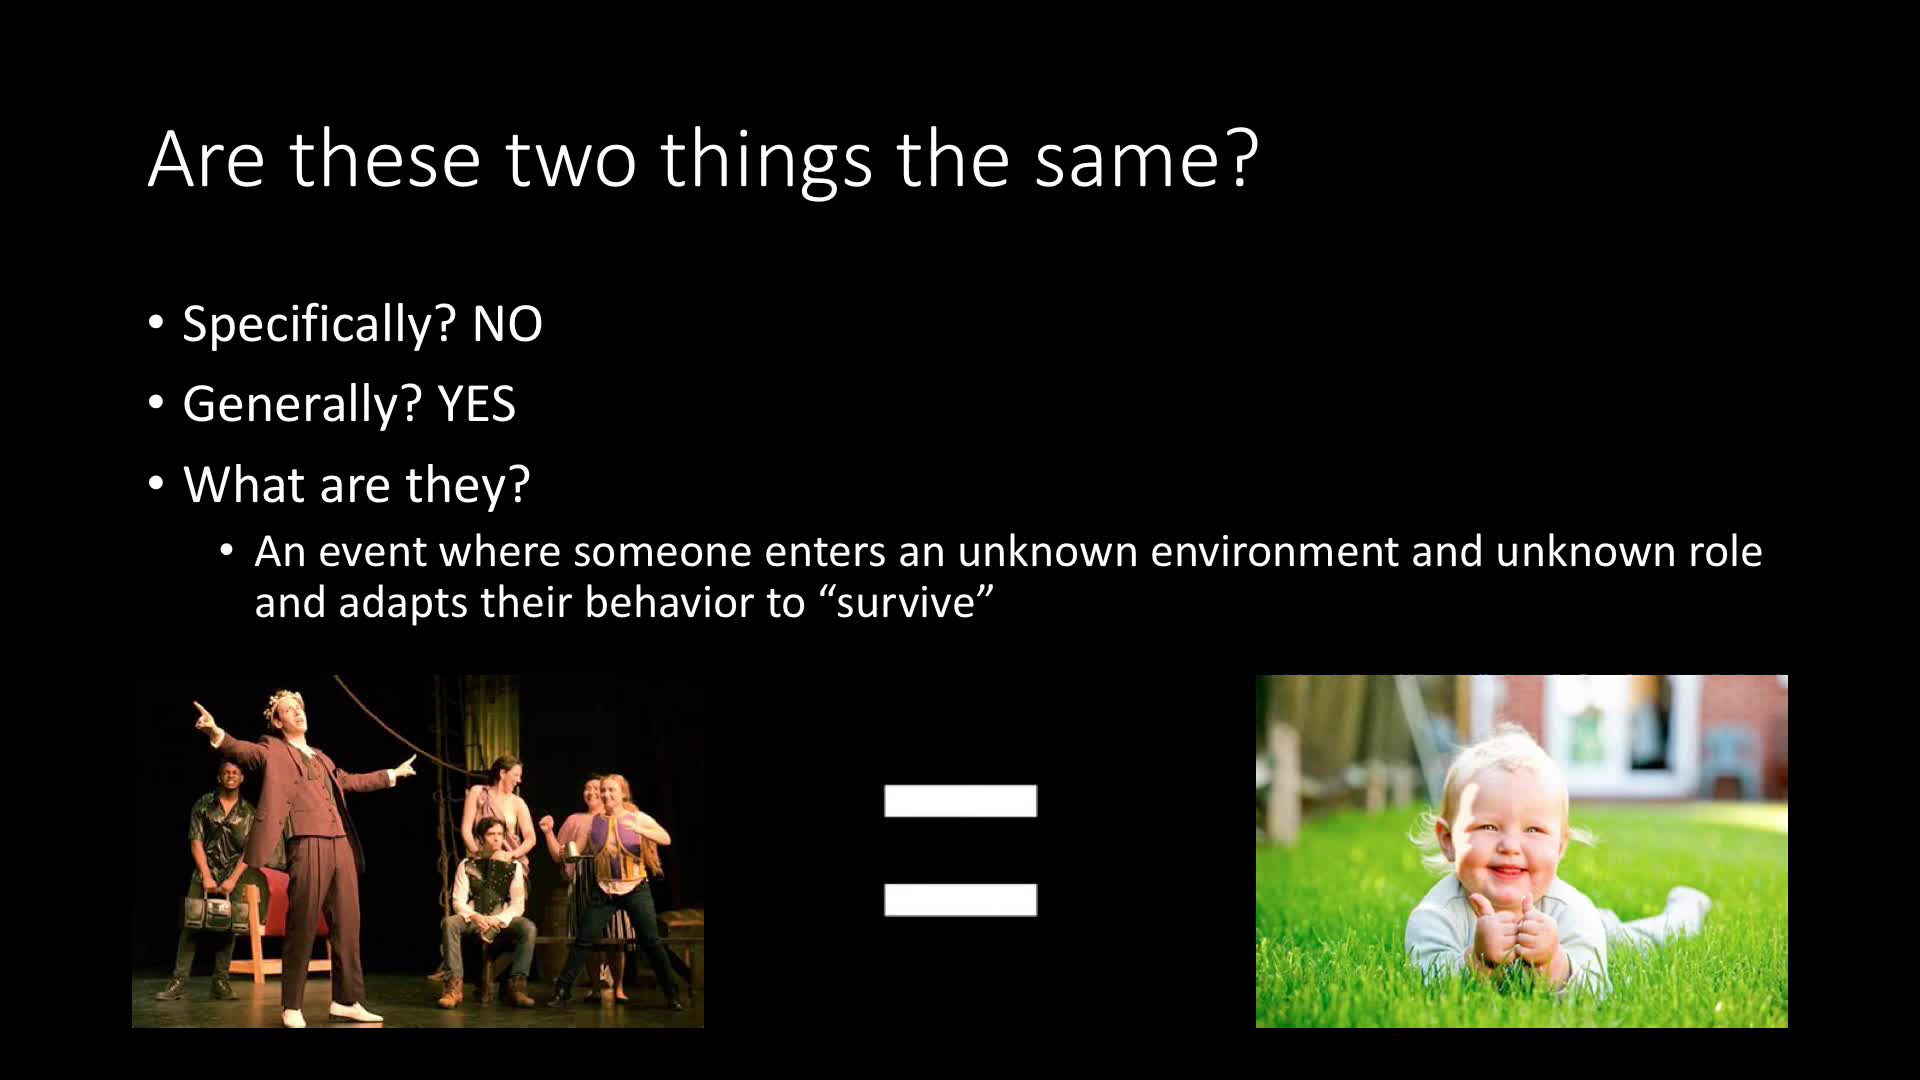 Are these two things the same?
• Specifically? NO
• Generally? YES
• What are they?
• An event where someone enters an unknown environment and unknown role
and adapts their behavior to “survive”